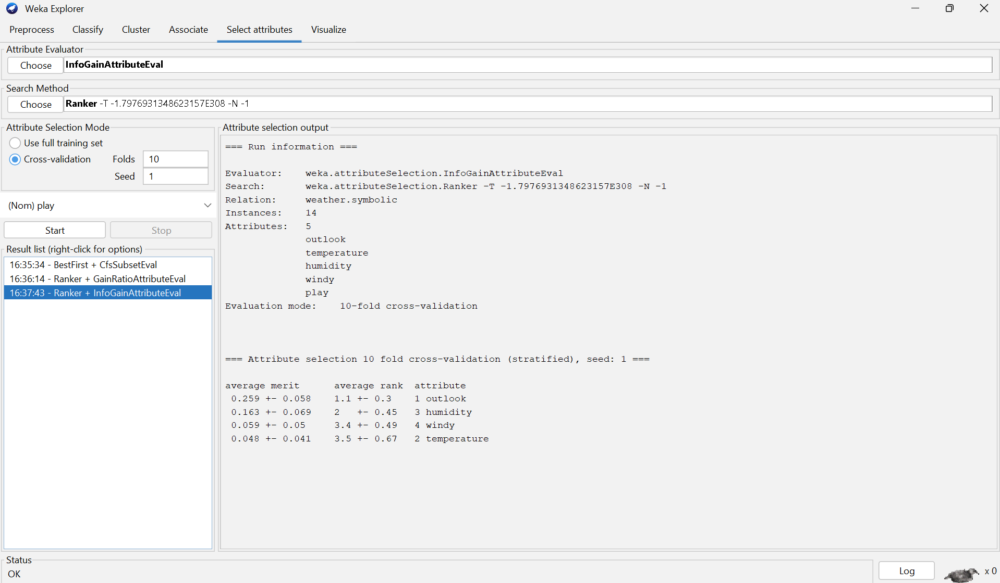 Weka Explorer
Preprocess Classify Cluster Associate Select attributes Visualize
Attribute Evaluator
Choose InfoGainAttributeEval
Search Method
Choose Ranker -T -1.7976931348623157E308 -N -1
Attribute Selection Mode
Use full training set
Cross-validation Folds 10
Seed 1
(Nom) play
Start Stop
Result list (right-click for options)
16:35:34 - BestFirst + CfsSubsetEval
16:36:14 - Ranker + GainRatioAttributeEval
16:37:43 - Ranker + InfoGainAttributeEval
Attribute selection output
=== Run information ===
Evaluator: weka.attributeSelection.InfoGainAttributeEval
Search: weka.attributeSelection.Ranker -T -1.7976931348623157E308 -N -1
Relation: weather.symbolic
Instances: 14
Attributes: 5
outlook
temperature
humidity
windy
play
Evaluation mode: 10-fold cross-validation
=== Attribute selection 10 fold cross-validation (stratified), seed: 1 ===
average merit average rank attribute
0.259 +- 0.058 1.1 +- 0.3 1 outlook
0.163 +- 0.069 2 +- 0.45 3 humidity
0.059 +- 0.05 3.4 +- 0.49 4 windy
0.048 +- 0.041 3.5 +- 0.67 2 temperature
Status
OK
Log x 0